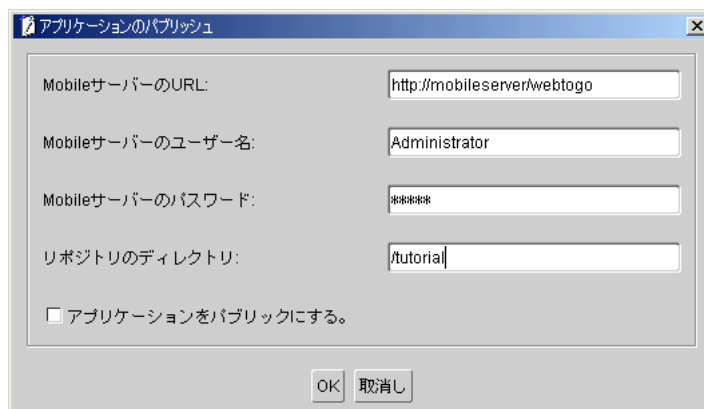 アプリケーションのパブリッシュ
MobileサーバーのURL: http://mobileserver/webtogo
Mobileサーバーのユーザー名: Administrator
Mobileサーバーのパスワード: *****
リポジトリのディレクトリ: /tutorial
アプリケーションをパブリックにする。
OK 取消し